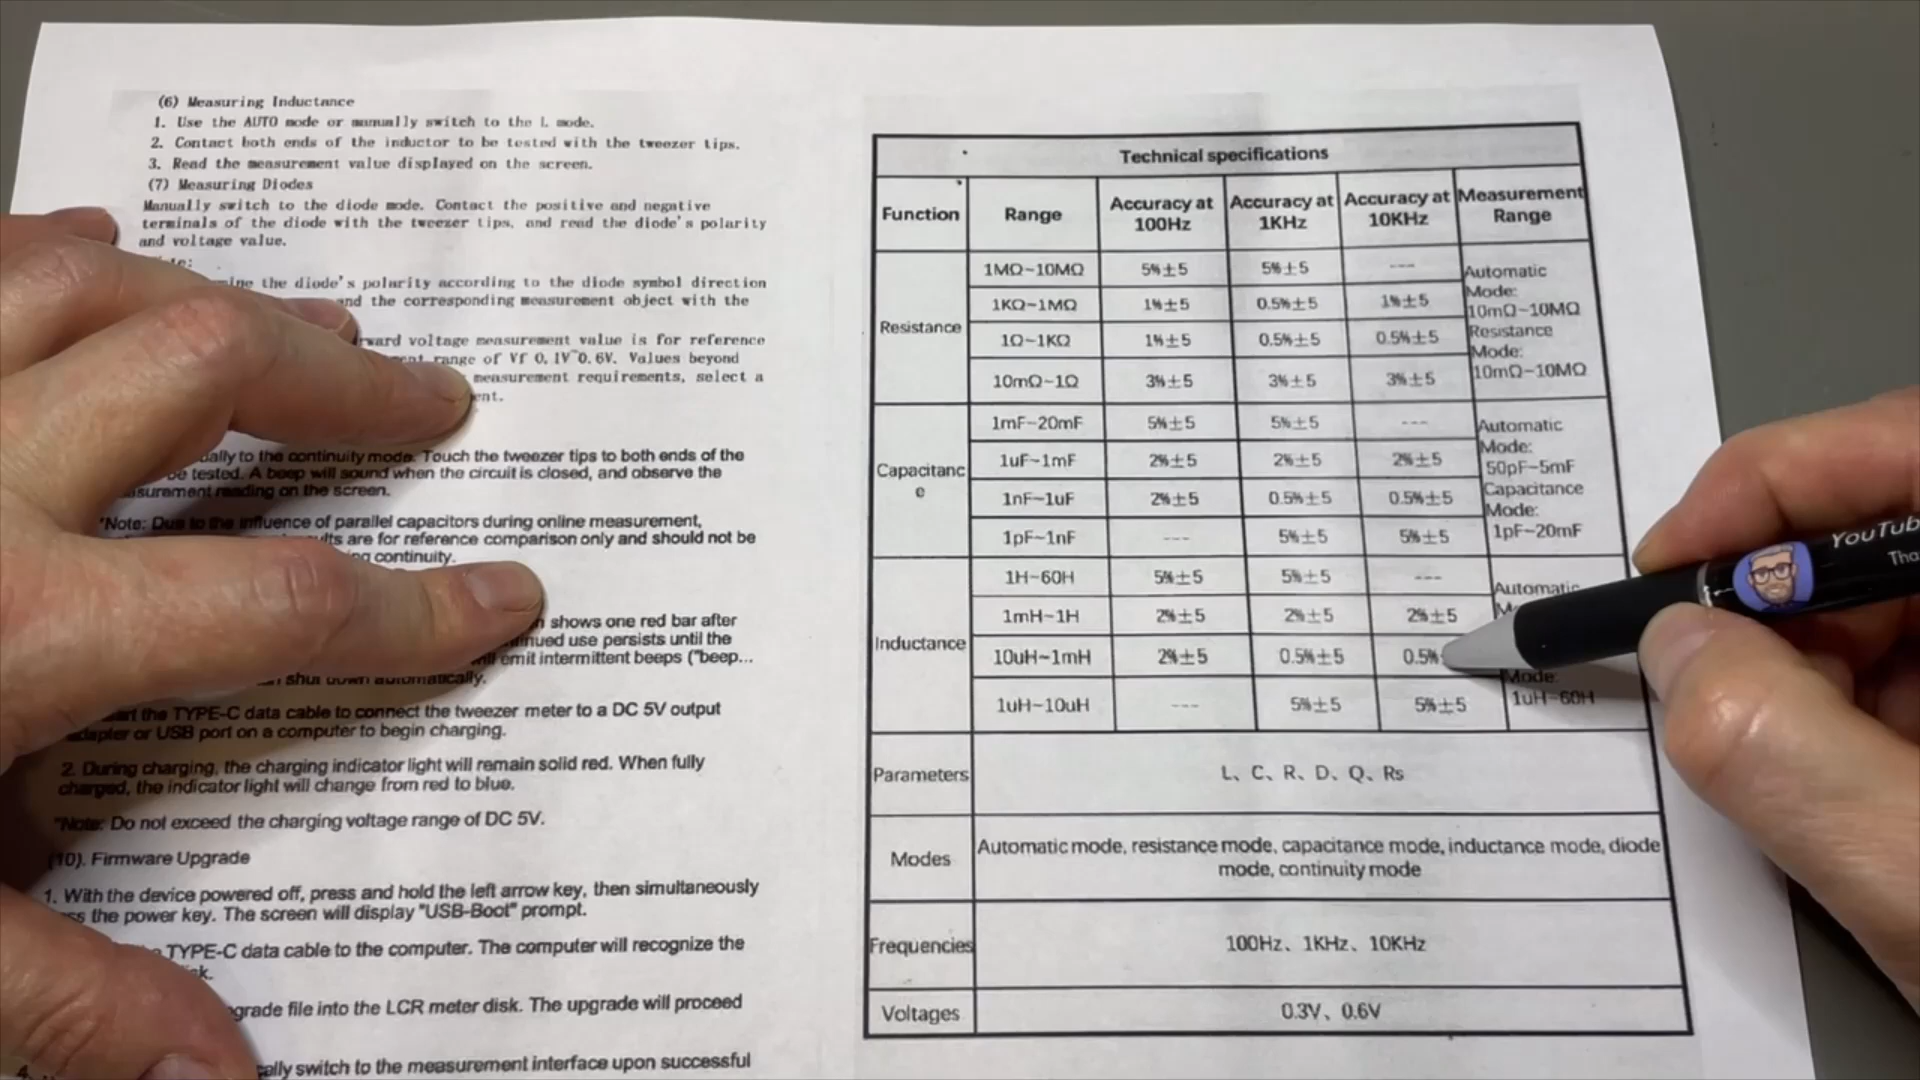 (6) Measuring Inductance
1. Use the AUTO mode or manually switch to the L mode.
2. Contact both ends of the inductor to be tested with the tweezer tips.
3. Read the measurement value displayed on the screen.
(7) Measuring Diodes
Manually switch to the diode mode. Contact the positive and negative
terminals of the diode with the tweezer tips, and read the diode's polarity
and voltage value.
the diode's polarity according to the diode symbol direction
and the corresponding measurement object with the
voltage measurement value is for reference
range of Vf 0.1V~0.6V. Values beyond
measurement requirements, select a
to the continuity mode. Touch the tweezer tips to both ends of the
be tested. A beep will sound when the circuit is closed, and observe the
reading on the screen.
*Note: Due to the influence of parallel capacitors during online measurement,
are for reference comparison only and should not be
continuity.
shows one red bar after
use persists until the
emit intermittent beeps ("beep...
shut down automatically.
the TYPE-C data cable to connect the tweezer meter to a DC 5V output
adapter or USB port on a computer to begin charging.
2. During charging, the charging indicator light will remain solid red. When fully
charged, the indicator light will change from red to blue.
*Note: Do not exceed the charging voltage range of DC 5V.
(10). Firmware Upgrade
1. With the device powered off, press and hold the left arrow key, then simultaneously
the power key. The screen will display "USB-Boot" prompt.
TYPE-C data cable to the computer. The computer will recognize the
file into the LCR meter disk. The upgrade will proceed
4.
switch to the measurement interface upon successful
Technical specifications
Function Range Accuracy at 100Hz Accuracy at 1KHz Accuracy at 10KHz Measurement Range
Resistance
1MΩ~10MΩ 5%±5 5%±5 ---
1KΩ~1MΩ 1%±5 0.5%±5 1%±5
1Ω~1KΩ 1%±5 0.5%±5 0.5%±5
10mΩ~1Ω 3%±5 3%±5 3%±5
Automatic
Mode:
10mΩ~10MΩ
Resistance
Mode:
10mΩ~10MΩ
Capacitanc
e
1mF~20mF 5%±5 5%±5 ---
1uF~1mF 2%±5 2%±5 2%±5
1nF~1uF 2%±5 0.5%±5 0.5%±5
1pF~1nF --- 5%±5 5%±5
Automatic
Mode:
50pF~5mF
Capacitance
Mode:
1pF~20mF
Inductance
1H~60H 5%±5 5%±5 ---
1mH~1H 2%±5 2%±5 2%±5
10uH~1mH 2%±5 0.5%±5 0.5%
1uH~10uH --- 5%±5 5%±5
Automatic
Mode:
1uH~60H
Parameters L、C、R、D、Q、Rs
Modes Automatic mode, resistance mode, capacitance mode, inductance mode, diode
mode, continuity mode
Frequencies 100Hz、1KHz、10KHz
Voltages 0.3V、0.6V